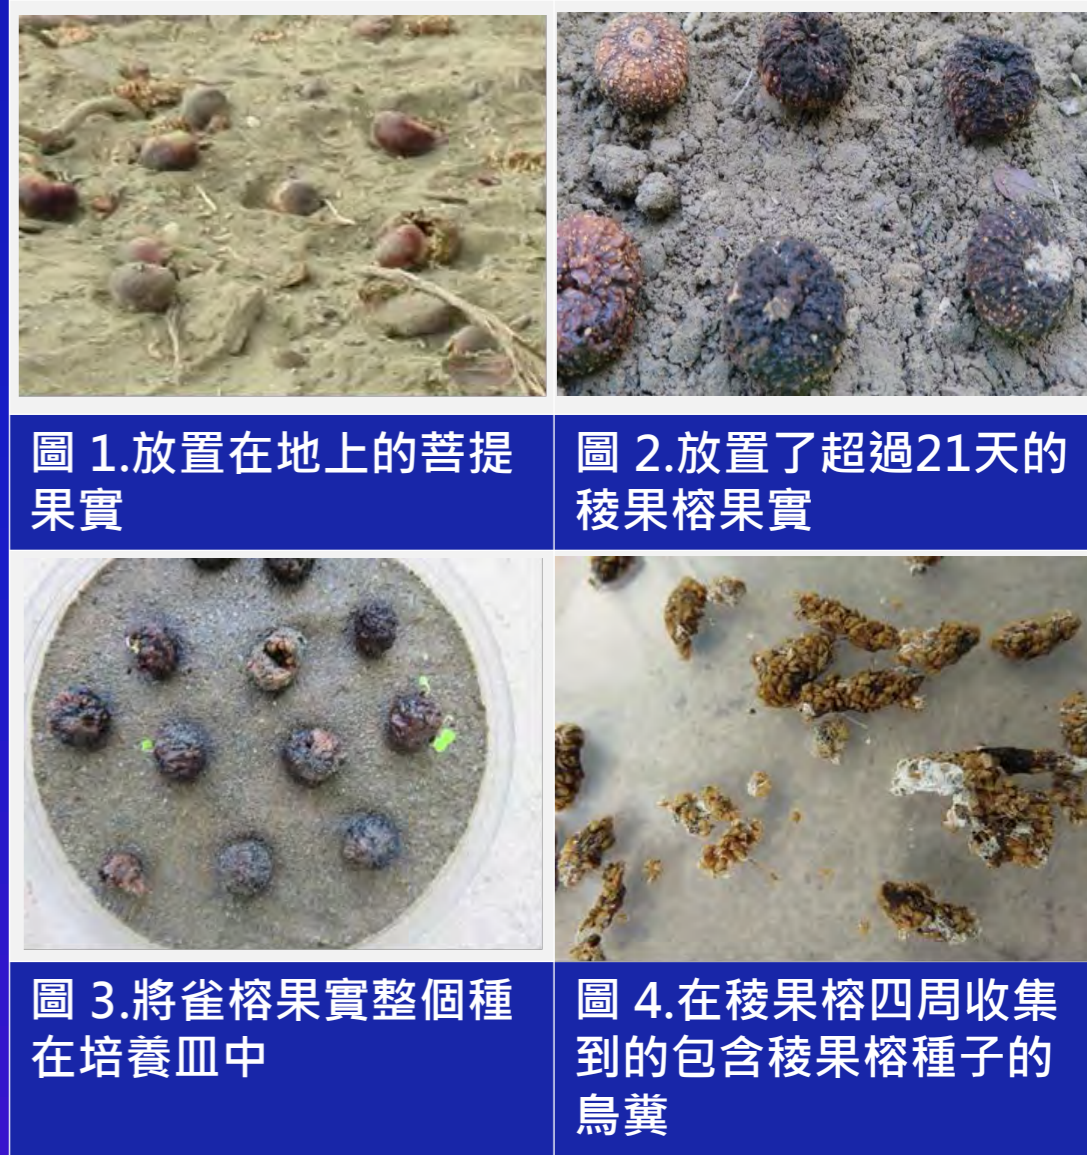 圖 1.放置在地上的菩提
果實
圖 2.放置了超過21天的
稜果榕果實
圖 3.將雀榕果實整個種
在培養皿中
圖 4.在稜果榕四周收集
到的包含稜果榕種子的
鳥糞